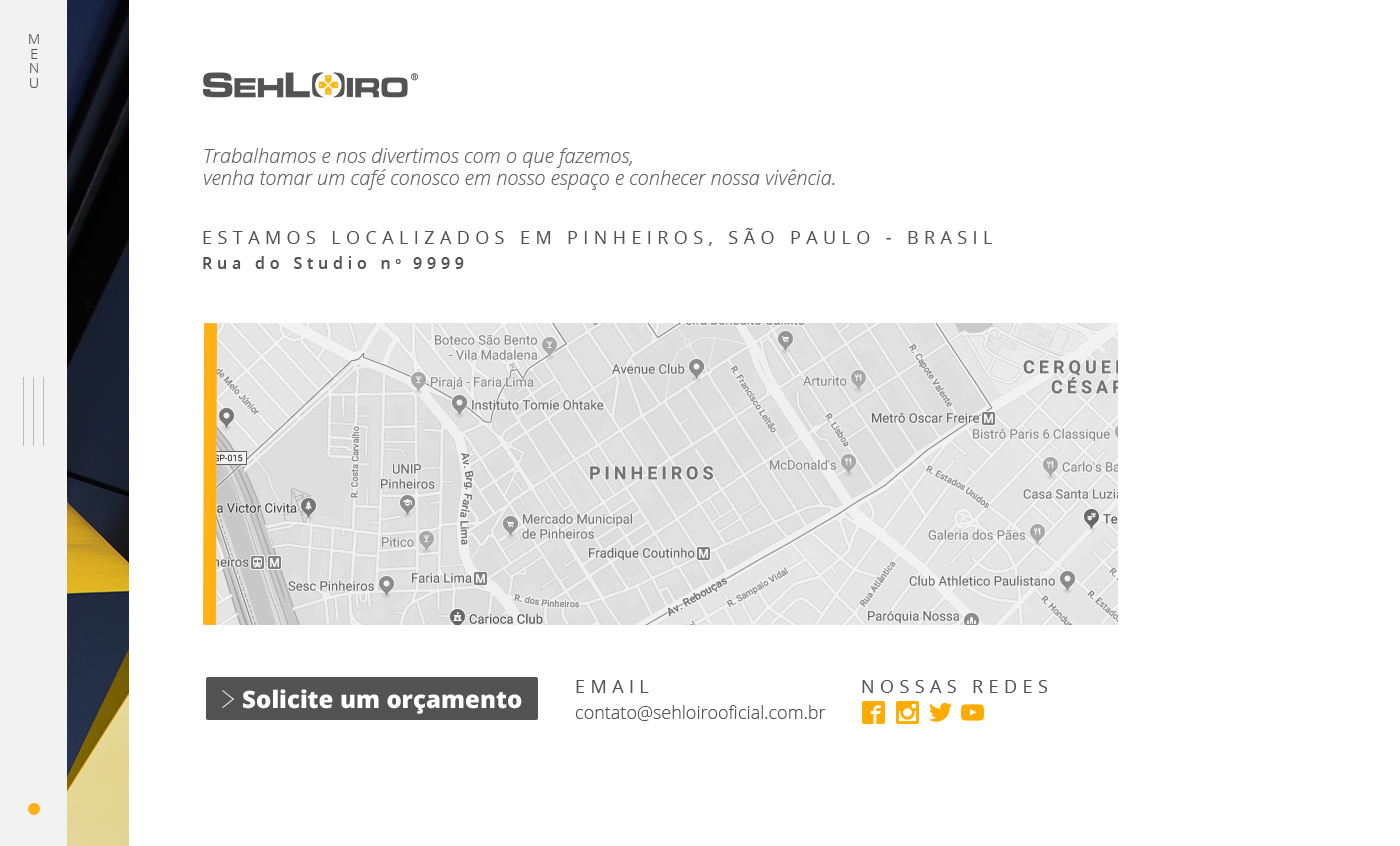 MENU
SEHLOIRO®
Trabalhamos e nos divertimos com o que fazemos,
venha tomar um café conosco em nosso espaço e conhecer nossa vivência.
ESTAMOS LOCALIZADOS EM PINHEIROS, SÃO PAULO - BRASIL
Rua do Studio nº 9999
Boteco São Bento
- Vila Madalena
Pirajá - Faria Lima
Avenue Club
Arturito
R. Capote Valente
CERQUEI
CÉSAR
de Melo Júnior
Instituto Tomie Ohtake
R. Francisco Leitão
R. Lisboa
Metrô Oscar Freire M
Bistrô Paris 6 Classique
SP-015
R. Costa Carvalho
UNIP
Pinheiros
Av. Brg. Faria Lima
PINHEIROS
McDonald's
Carlo's Ba
R. Estados Unidos
Casa Santa Luzia
a Victor Civita
Mercado Municipal
de Pinheiros
Te
Pitico
Galeria dos Pães
Fradique Coutinho M
heiros M
Sesc Pinheiros
Faria Lima M
Av. Rebouças
R. Sampaio Vidal
Rua Atlântica
Club Athletico Paulistano
R. dos Pinheiros
R. Hondu
R. Estado
Carioca Club
Paróquia Nossa
Solicite um orçamento
EMAIL
contato@sehloirooficial.com.br
NOSSAS REDES